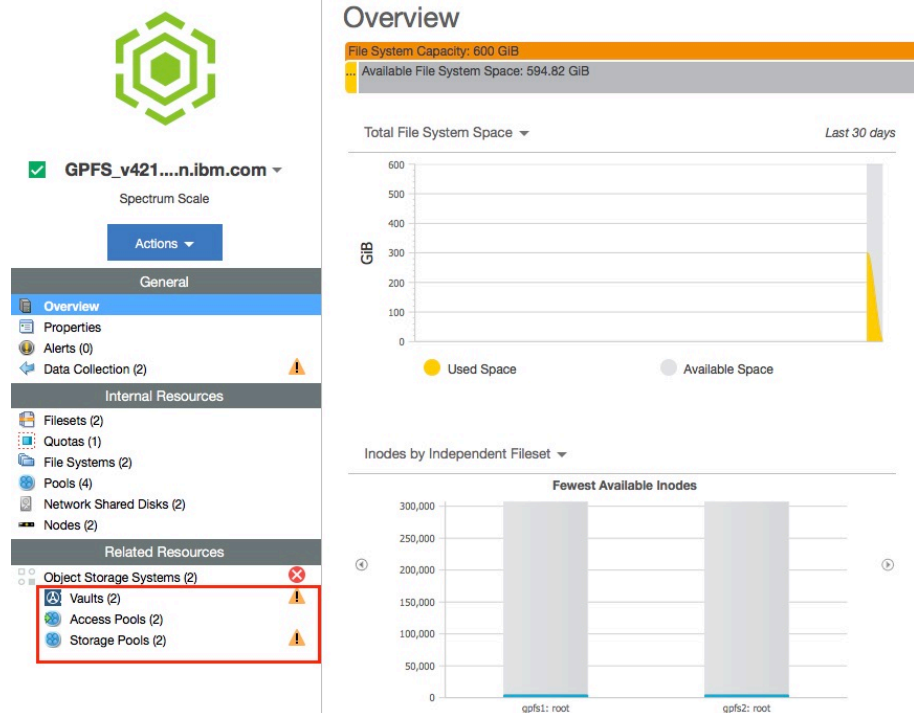 Overview
File System Capacity: 600 GiB
... Available File System Space: 594.82 GiB
GPFS_v421....n.ibm.com
Spectrum Scale
Actions
General
Overview
Properties
Alerts (0)
Data Collection (2)
Internal Resources
Filesets (2)
Quotas (1)
File Systems (2)
Pools (4)
Network Shared Disks (2)
Nodes (2)
Related Resources
Object Storage Systems (2)
Vaults (2)
Access Pools (2)
Storage Pools (2)
Total File System Space
Last 30 days
GiB
600
500
400
300
200
100
0
Used Space
Available Space
Inodes by Independent Fileset
Fewest Available Inodes
300,000
250,000
200,000
150,000
100,000
50,000
0
gpfs1: root
gpfs2: root